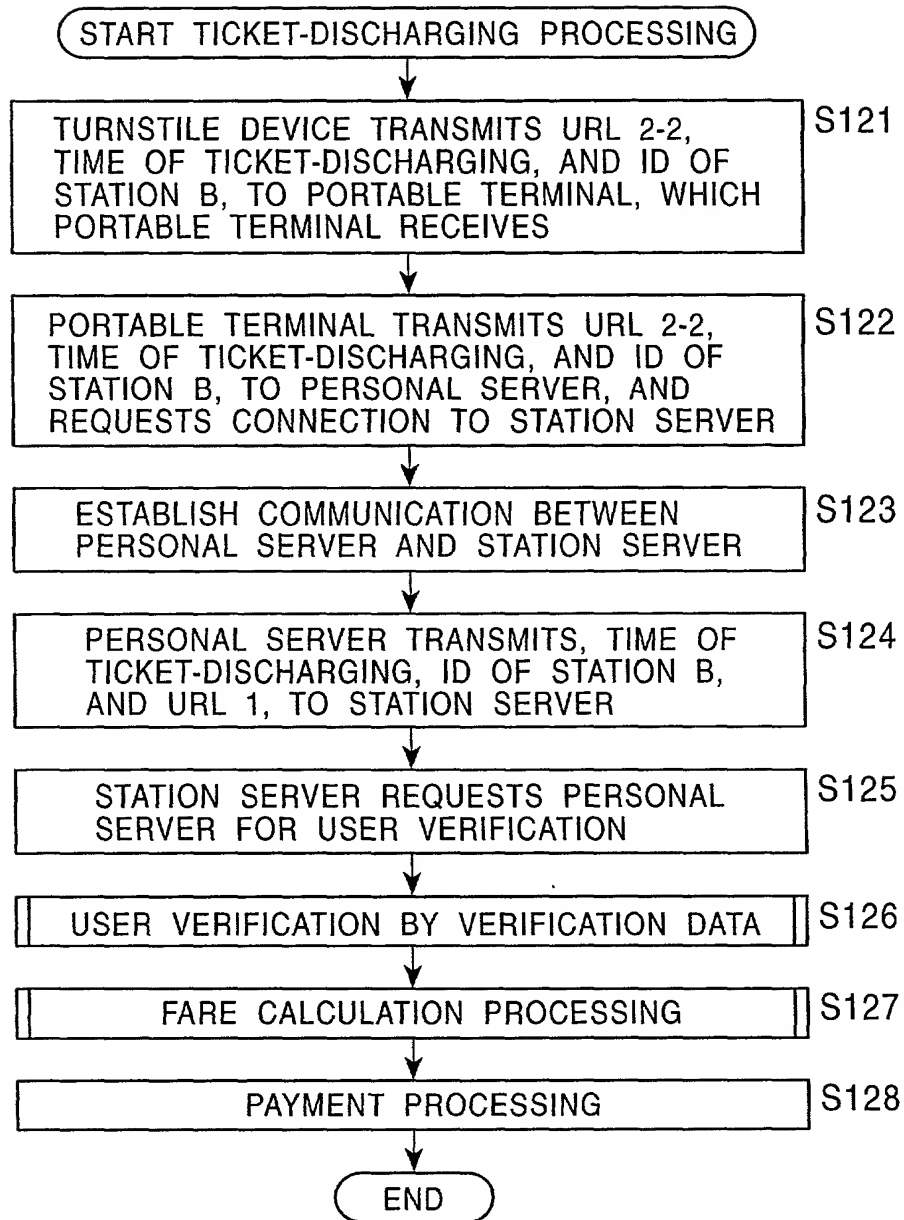 START TICKET-DISCHARGING PROCESSING
TURNSTILE DEVICE TRANSMITS URL 2-2,
TIME OF TICKET-DISCHARGING, AND ID OF
STATION B, TO PORTABLE TERMINAL, WHICH
PORTABLE TERMINAL RECEIVES
S121
PORTABLE TERMINAL TRANSMITS URL 2-2,
TIME OF TICKET-DISCHARGING, AND ID OF
STATION B, TO PERSONAL SERVER, AND
REQUESTS CONNECTION TO STATION SERVER
S122
ESTABLISH COMMUNICATION BETWEEN
PERSONAL SERVER AND STATION SERVER
S123
PERSONAL SERVER TRANSMITS, TIME OF
TICKET-DISCHARGING, ID OF STATION B,
AND URL 1, TO STATION SERVER
S124
STATION SERVER REQUESTS PERSONAL
SERVER FOR USER VERIFICATION
S125
USER VERIFICATION BY VERIFICATION DATA
S126
FARE CALCULATION PROCESSING
S127
PAYMENT PROCESSING
S128
END